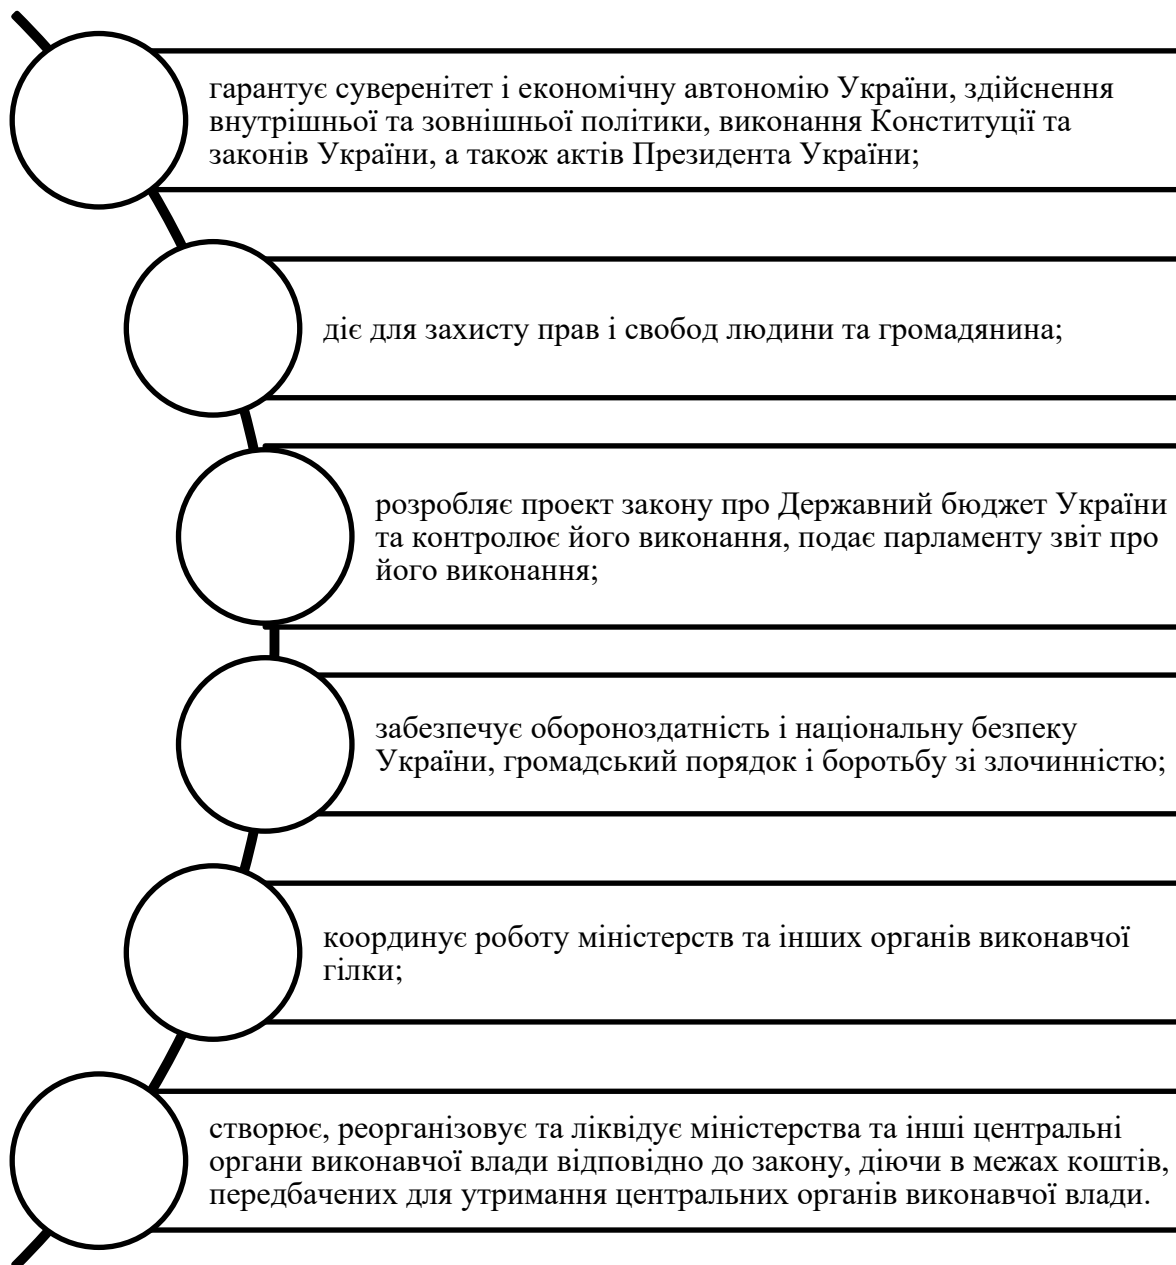 гарантує суверенітет і економічну автономію України, здійснення
внутрішньої та зовнішньої політики, виконання Конституції та
законів України, а також актів Президента України;
діє для захисту прав і свобод людини та громадянина;
розробляє проект закону про Державний бюджет України
та контролює його виконання, подає парламенту звіт про
його виконання;
забезпечує обороноздатність і національну безпеку
України, громадський порядок і боротьбу зі злочинністю;
координує роботу міністерств та інших органів виконавчої
гілки;
створює, реорганізовує та ліквідує міністерства та інші центральні
органи виконавчої влади відповідно до закону, діючи в межах коштів,
передбачених для утримання центральних органів виконавчої влади.